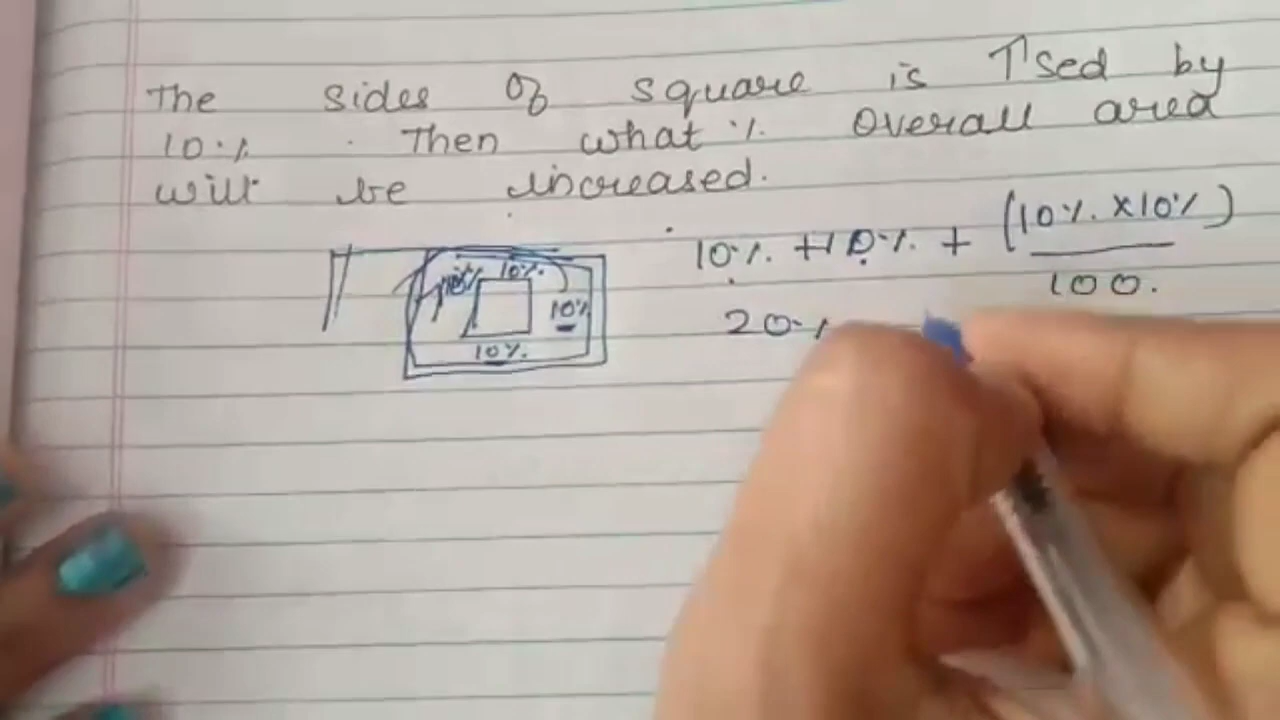 The sides of square is ↑sed by
10%. Then what % overall area
will be increased.
10% + 10% + (10% × 10%)
100.
20%
10% 10%
10%
10%